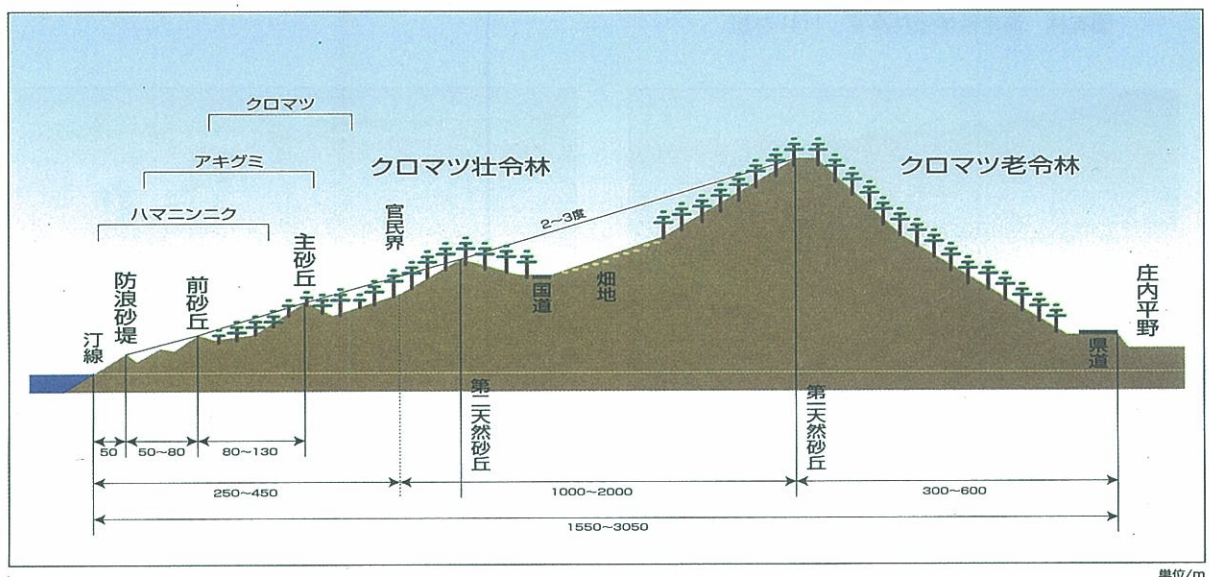 クロマツ
アキグミ
ハマニンニク
クロマツ壮令林
クロマツ老令林
2〜3度
汀線
防浪砂堤
前砂丘
主砂丘
官民界
国道
畑地
県道
庄内平野
第二天然砂丘
第一天然砂丘
50
50〜80
80〜130
250〜450
1000〜2000
300〜600
1550〜3050
単位/m